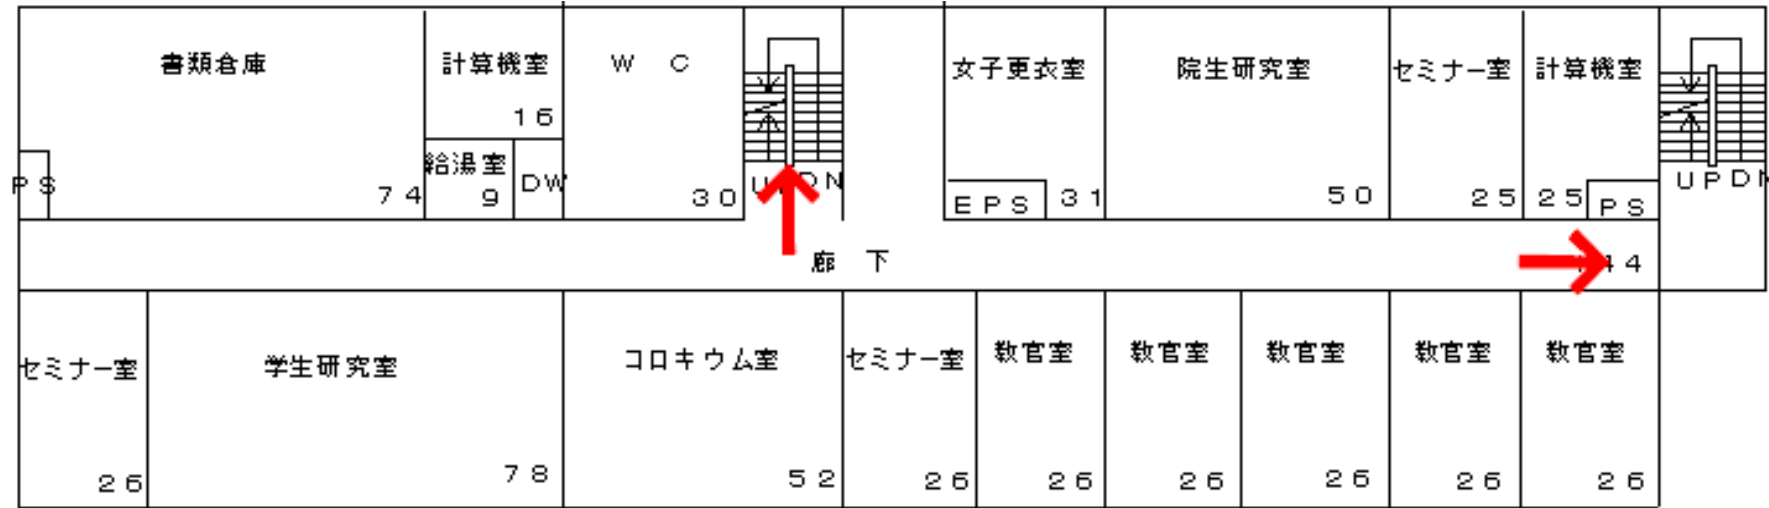 書類倉庫
74
PS
計算機室
16
給湯室
9
DW
W C
30
DN
女子更衣室
EPS
31
院生研究室
50
セミナー室
25
計算機室
25
PS
UP DN
廊下
44
セミナー室
26
学生研究室
78
コロキウム室
52
セミナー室
26
教官室
26
教官室
26
教官室
26
教官室
26
教官室
26